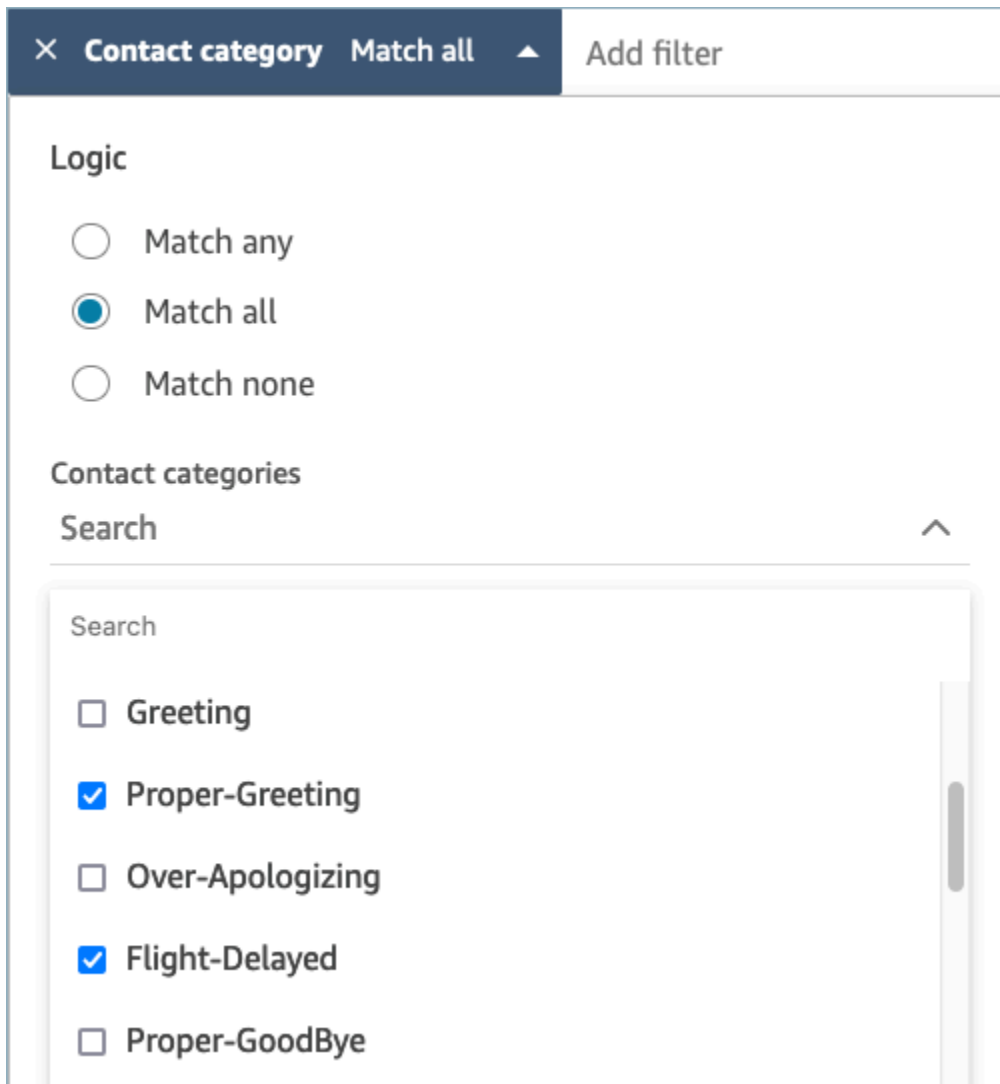 Contact category Match all Add filter
Logic
Match any
Match all
Match none
Contact categories
Search
Search
Greeting
Proper-Greeting
Over-Apologizing
Flight-Delayed
Proper-GoodBye